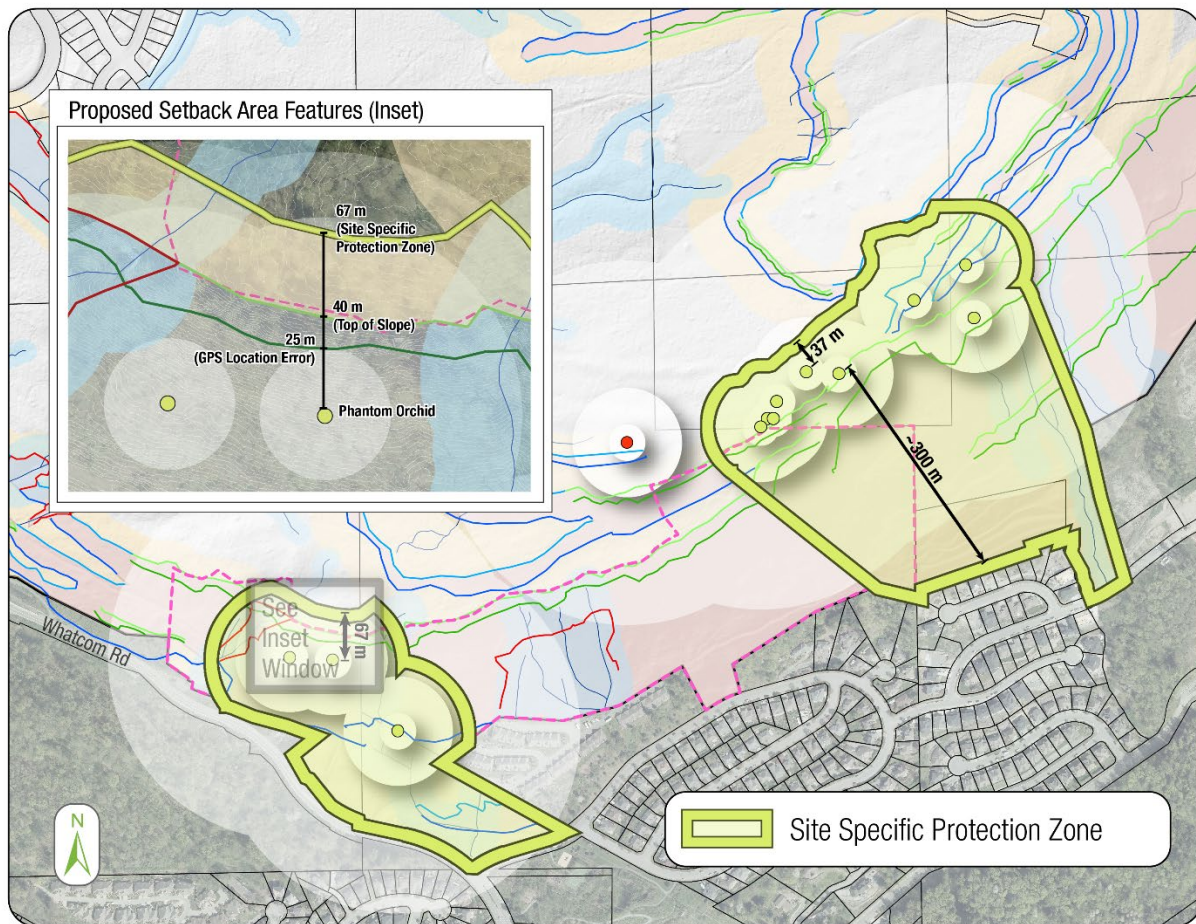 Proposed Setback Area Features (Inset)
67 m
(Site Specific
Protection Zone)
40 m
(Top of Slope)
25 m
(GPS Location Error)
Phantom Orchid
37 m
~300 m
Whatcom Rd
See
Inset
Window
67 m
N
Site Specific Protection Zone